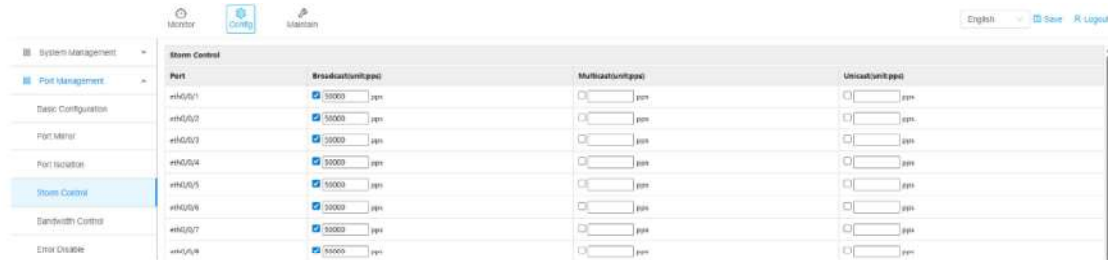 Monitor Config Maintain English Save Logout
System Management
Port Management
Basic Configuration
Port Mirror
Port Isolation
Storm Control
Bandwidth Control
Error Disable
Storm Control
Port Broadcast(unit:pps) Multicast(unit:pps) Unicast(unit:pps)
eth0/0/1 50000 pps pps pps
eth0/0/2 50000 pps pps pps
eth0/0/3 50000 pps pps pps
eth0/0/4 50000 pps pps pps
eth0/0/5 50000 pps pps pps
eth0/0/6 50000 pps pps pps
eth0/0/7 50000 pps pps pps
eth0/0/8 50000 pps pps pps